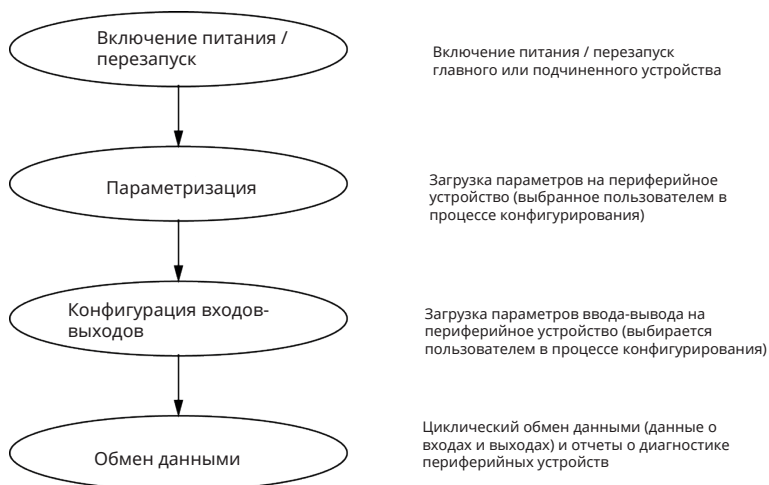 Включение питания /
перезапуск
Включение питания / перезапуск
главного или подчиненного устройства
Параметризация
Загрузка параметров на периферийное
устройство (выбранное пользователем в
процессе конфигурирования)
Конфигурация входов-
выходов
Загрузка параметров ввода-вывода на
периферийное устройство (выбирается
пользователем в процессе конфигурирования)
Обмен данными
Циклический обмен данными (данные о
входах и выходах) и отчеты о диагностике
периферийных устройств